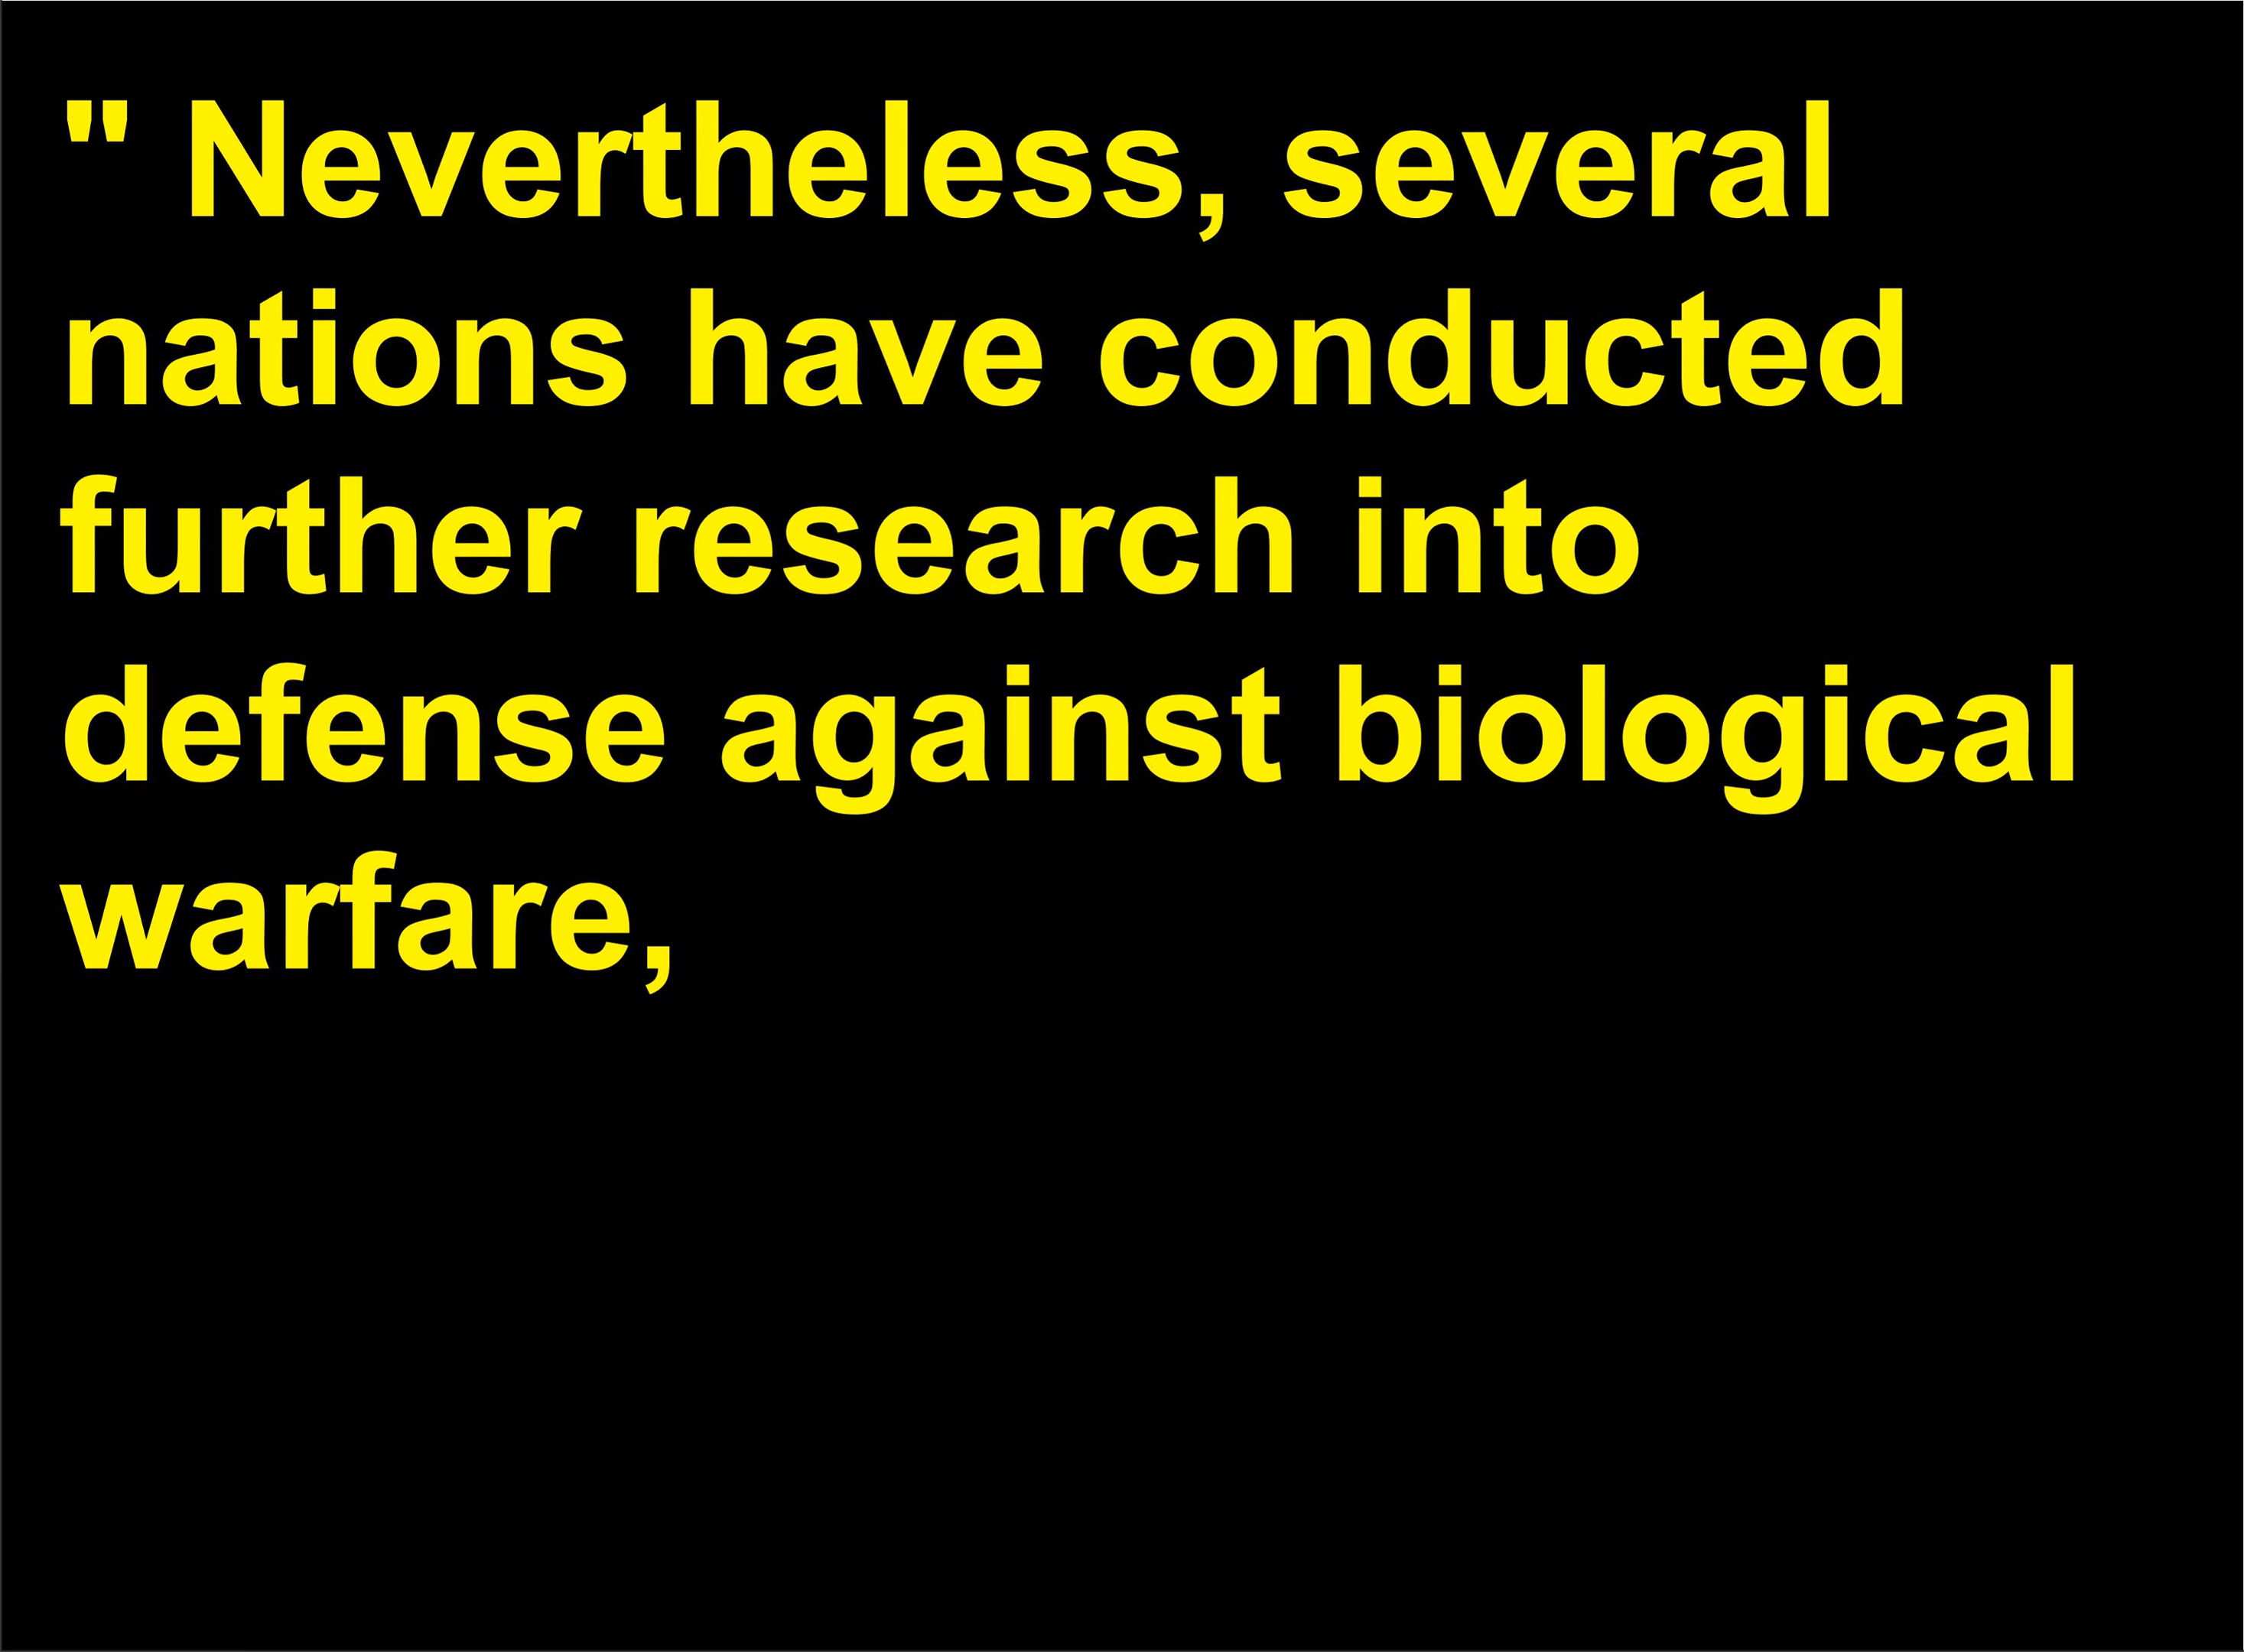 " Nevertheless, several
nations have conducted
further research into
defense against biological
warfare,